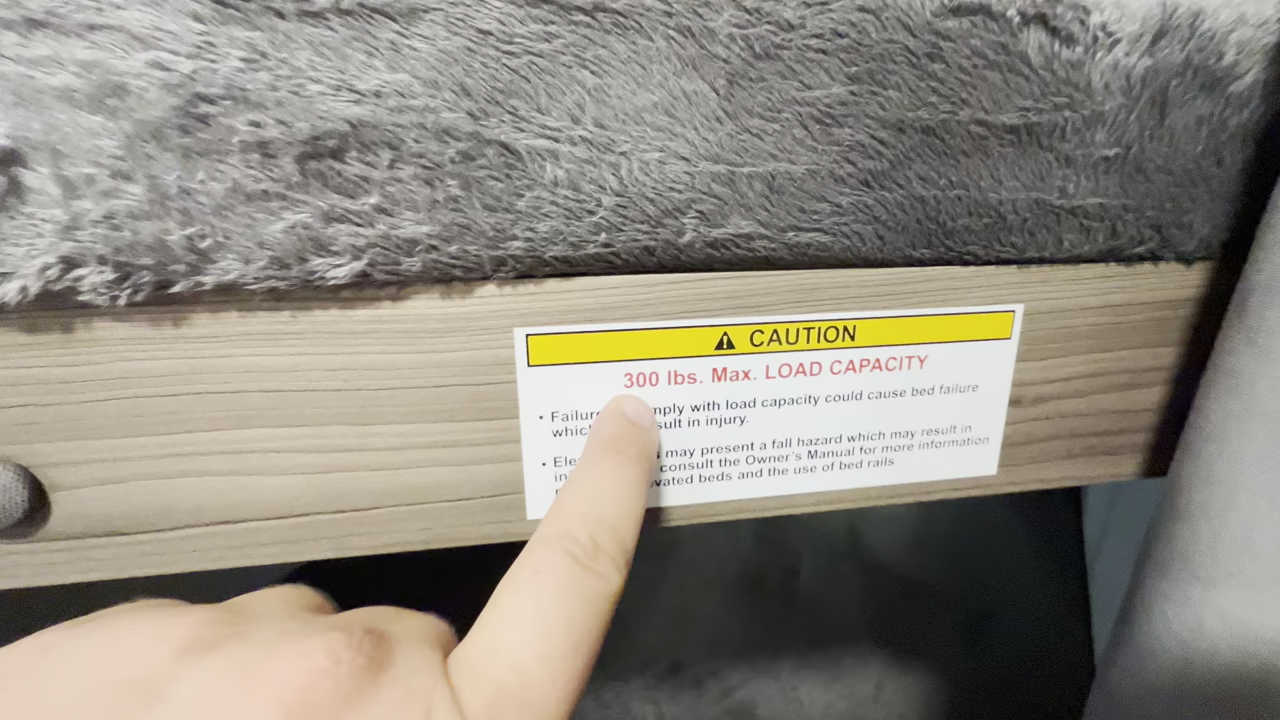 CAUTION
300 lbs. Max. LOAD CAPACITY
• Failure mply with load capacity could cause bed failure
whic sult in injury.
• Ele may present a fall hazard which may result in
in consult the Owner's Manual for more information
vated beds and the use of bed rails.